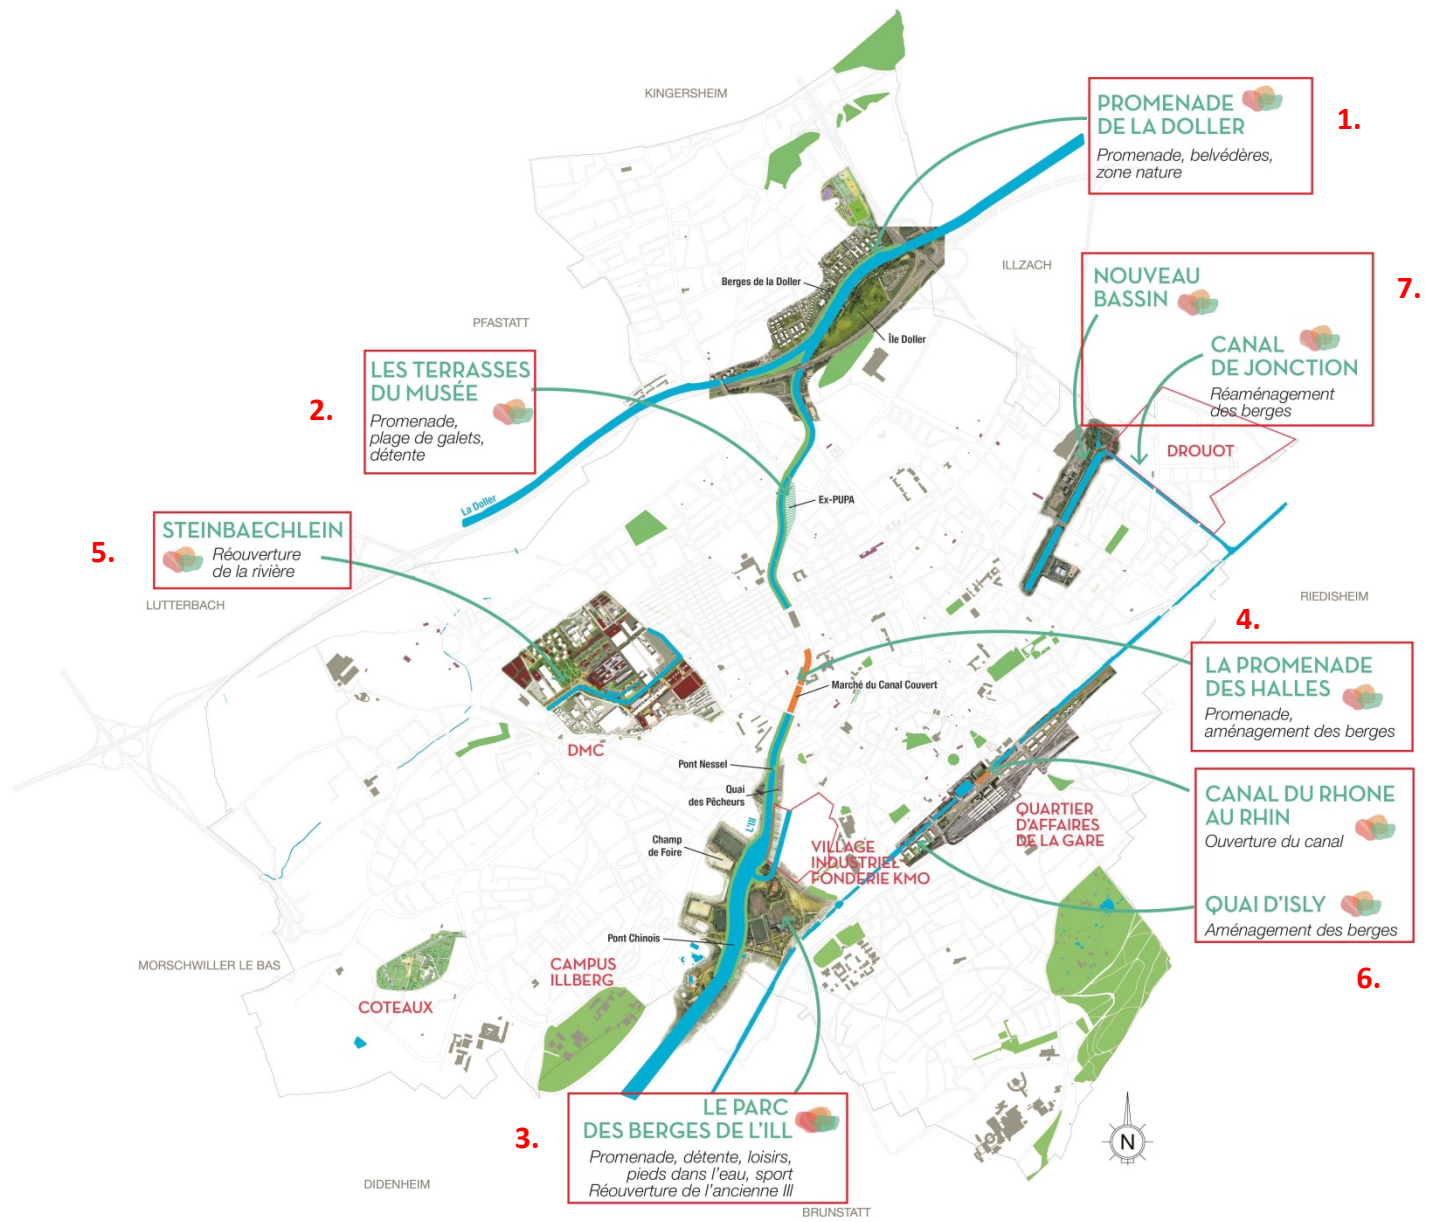 KINGERSHEIM
PROMENADE
DE LA DOLLER
Promenade, belvédères,
zone nature
1.
ILLZACH
NOUVEAU
BASSIN
CANAL
DE JONCTION
Réaménagement
des berges
7.
Berges de la Doller
Île Doller
PFASTATT
LES TERRASSES
DU MUSÉE
Promenade,
plage de galets,
détente
2.
DROUOT
La Doller
Ex-PUPA
STEINBAECHLEIN
Réouverture
de la rivière
5.
LUTTERBACH
RIEDISHEIM
4.
LA PROMENADE
DES HALLES
Promenade,
aménagement des berges
Marché du Canal Couvert
DMC
Pont Nessel
Quai
des Pêcheurs
L'Ill
Champ
de Foire
VILLAGE
INDUSTRIEL
FONDERIE KMO
QUARTIER
D'AFFAIRES
DE LA GARE
CANAL DU RHONE
AU RHIN
Ouverture du canal
QUAI D'ISLY
Aménagement des berges
6.
Pont Chinois
MORSCHWILLER LE BAS
CAMPUS
ILLBERG
COTEAUX
LE PARC
DES BERGES DE L'ILL
Promenade, détente, loisirs,
pieds dans l'eau, sport
Réouverture de l'ancienne Ill
3.
N
DIDENHEIM
BRUNSTATT